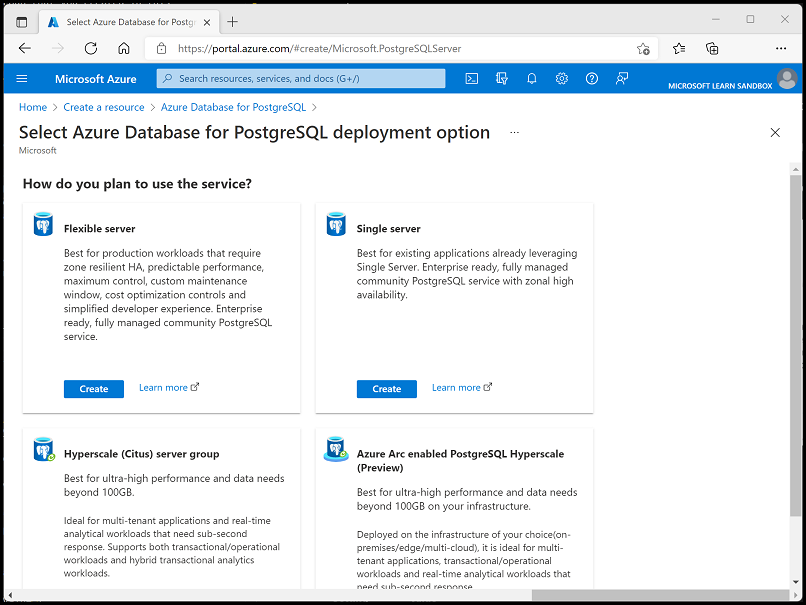 Select Azure Database for Postgr
https://portal.azure.com/#create/Microsoft.PostgreSQLServer
Microsoft Azure
Search resources, services, and docs (G+/)
MICROSOFT LEARN SANDBOX
Home > Create a resource > Azure Database for PostgreSQL >
Select Azure Database for PostgreSQL deployment option ...
Microsoft
How do you plan to use the service?
Flexible server
Best for production workloads that require
zone resilient HA, predictable performance,
maximum control, custom maintenance
window, cost optimization controls and
simplified developer experience. Enterprise
ready, fully managed community PostgreSQL
service.
Create
Learn more
Single server
Best for existing applications already leveraging
Single Server. Enterprise ready, fully managed
community PostgreSQL service with zonal high
availability.
Create
Learn more
Hyperscale (Citus) server group
Best for ultra-high performance and data needs
beyond 100GB.
Ideal for multi-tenant applications and real-time
analytical workloads that need sub-second
response. Supports both transactional/operational
workloads and hybrid transactional analytics
workloads.
Azure Arc enabled PostgreSQL Hyperscale
(Preview)
Best for ultra-high performance and data needs
beyond 100GB on your infrastructure.
Deployed on the infrastructure of your choice(on-
premises/edge/multi-cloud), it is ideal for multi-
tenant applications, transactional/operational
workloads and real-time analytical workloads that
need sub-second response.